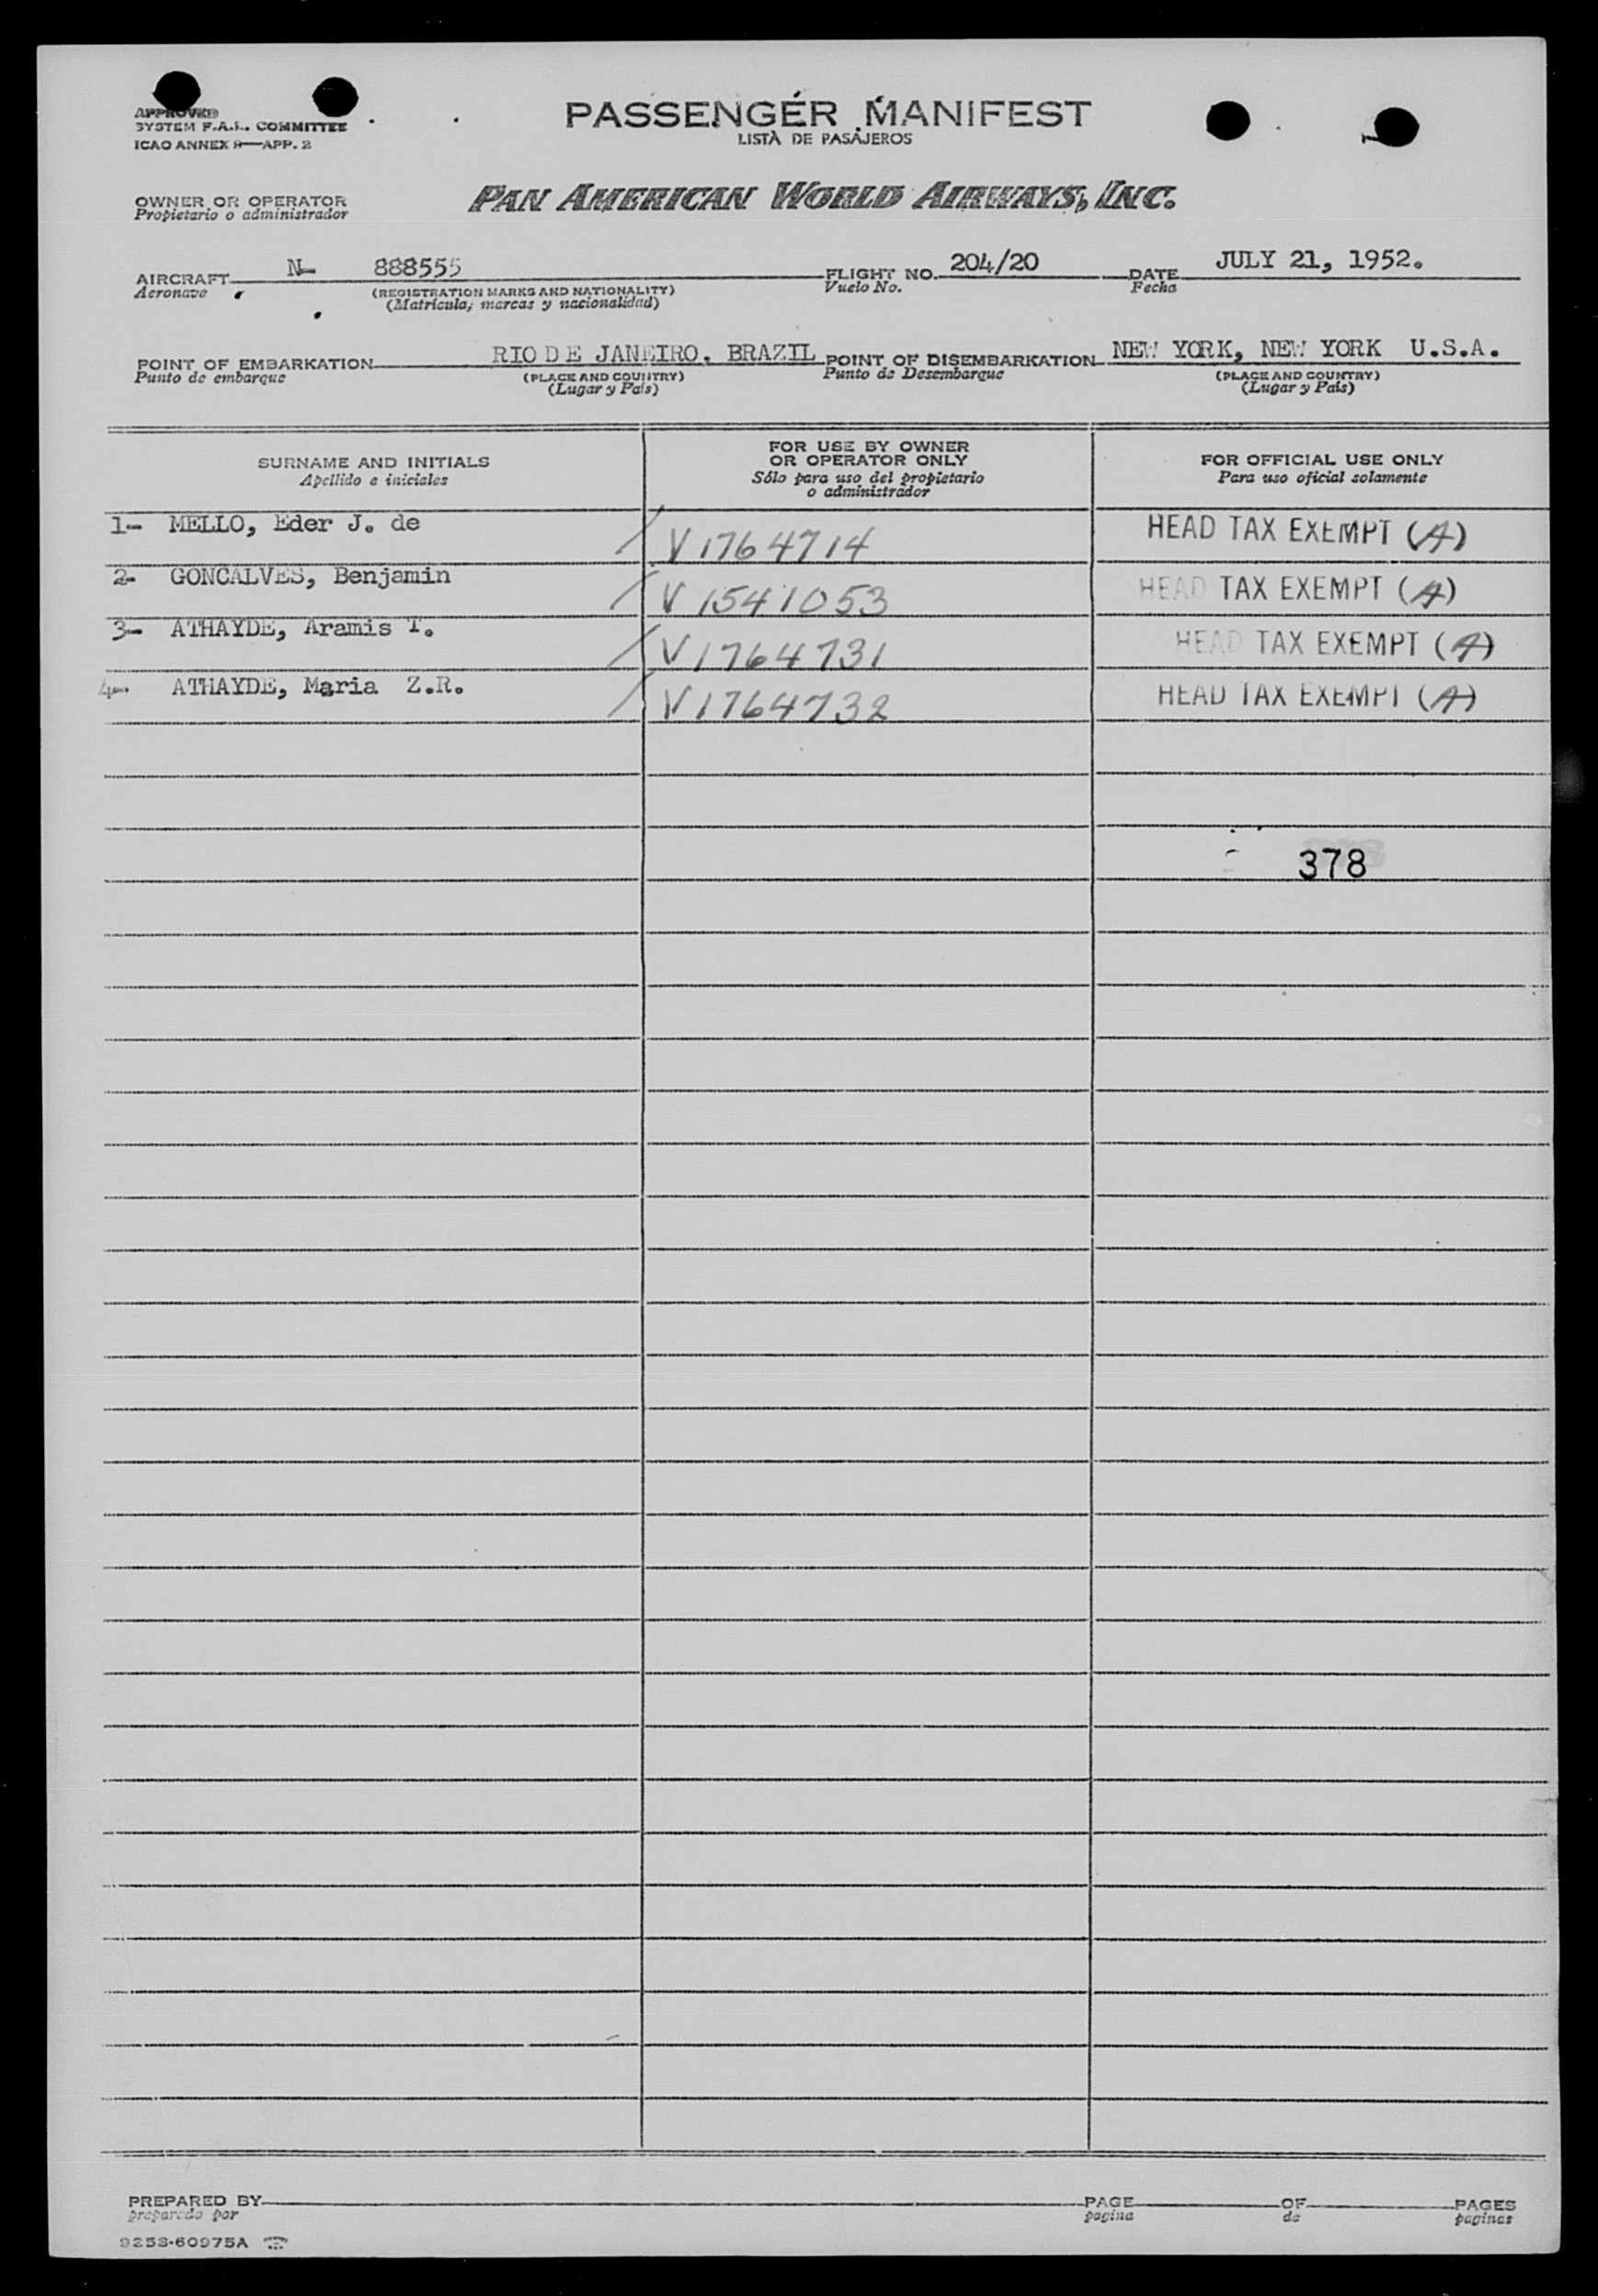 APPROVED
SYSTEM F.A.L. COMMITTEE
ICAO ANNEX 9—APP. 2
PASSENGER MANIFEST
LISTA DE PASAJEROS
OWNER OR OPERATOR
Propietario o administrador
PAN AMERICAN WORLD AIRWAYS, INC.
AIRCRAFT N- 888555 FLIGHT NO. 204/20 DATE JULY 21, 1952.
Aeronave (REGISTRATION MARKS AND NATIONALITY) Vuelo No. Fecha
(Matrícula, marcas y nacionalidad)
POINT OF EMBARKATION RIO DE JANEIRO. BRAZIL POINT OF DISEMBARKATION NEW YORK, NEW YORK U.S.A.
Punto de embarque (PLACE AND COUNTRY) Punto de Desembarque (PLACE AND COUNTRY)
(Lugar y País) (Lugar y País)
SURNAME AND INITIALS
Apellido e iniciales
FOR USE BY OWNER
OR OPERATOR ONLY
Sólo para uso del propietario
o administrador
FOR OFFICIAL USE ONLY
Para uso oficial solamente
1- MELLO, Eder J. de V1764714 HEAD TAX EXEMPT (A)
2- GONCALVES, Benjamin V1541053 HEAD TAX EXEMPT (A)
3- ATHAYDE, Aramis T. V1764731 HEAD TAX EXEMPT (A)
4- ATHAYDE, Maria Z.R. V1764732 HEAD TAX EXEMPT (A)
378
PREPARED BY PAGE OF PAGES
preparado por pagina de paginas
925S-60975A